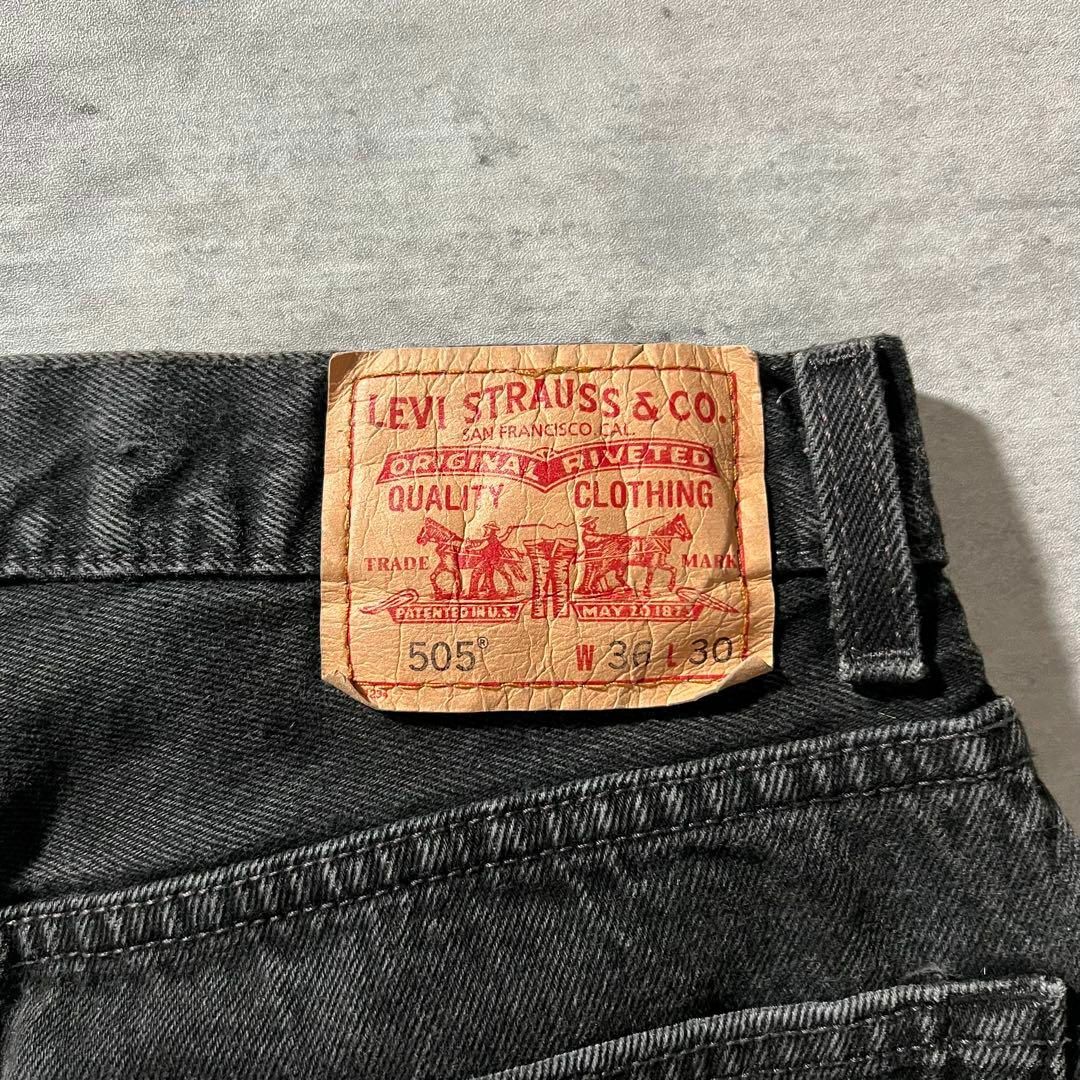 LEVI STRAUSS & CO.
SAN FRANCISCO CAL.
ORIGINAL RIVETED
QUALITY CLOTHING
TRADE MARK
PATENTED IN U.S. MAY 20 1873
505® W 36 L 30